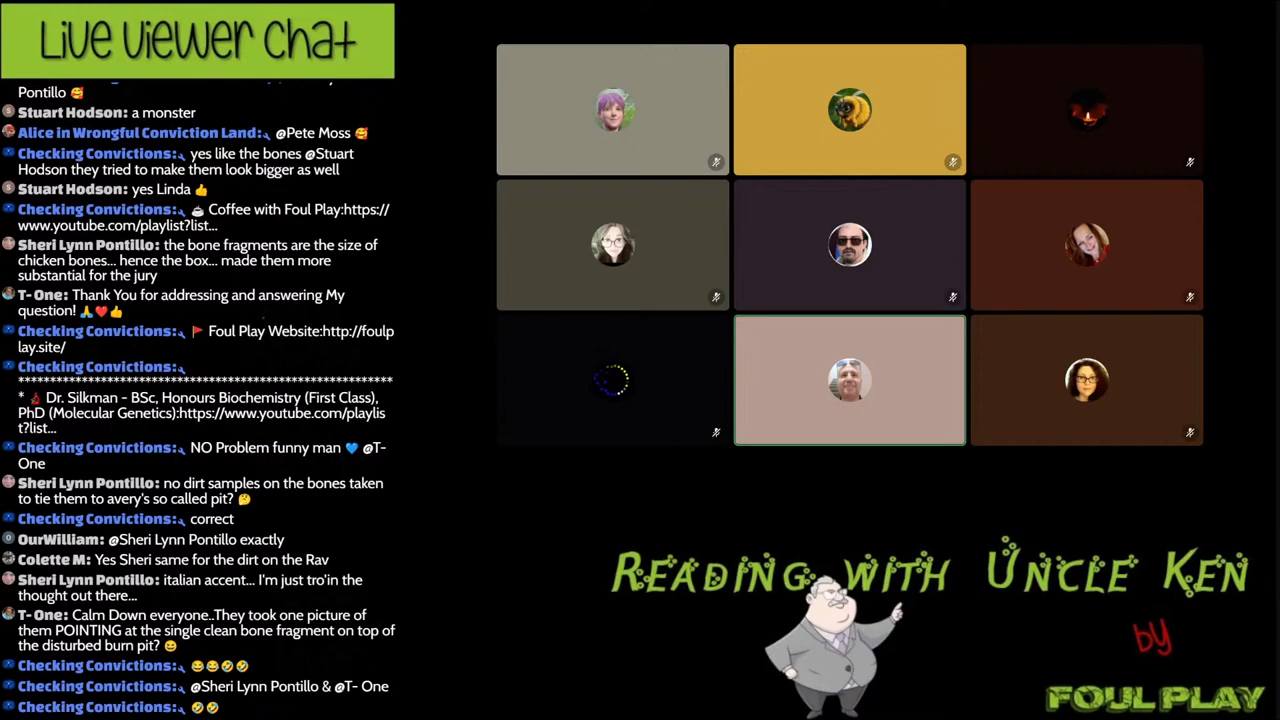 Live Viewer Chat
Pontillo 🥰
Stuart Hodson: a monster
Alice in Wrongful Conviction Land: @Pete Moss 🥰
Checking Convictions: yes like the bones @Stuart
Hodson they tried to make them look bigger as well
Stuart Hodson: yes Linda 👍
Checking Convictions: ☕ Coffee with Foul Play:https://
www.youtube.com/playlist?list...
Sheri Lynn Pontillo: the bone fragments are the size of
chicken bones... hence the box... made them more
substantial for the jury
T- One: Thank You for addressing and answering My
question! 🙏❤️👍
Checking Convictions: 🚩 Foul Play Website:http://foulp
lay.site/
Checking Convictions:
******************************************************
* 🔬 Dr. Silkman - BSc, Honours Biochemistry (First Class),
PhD (Molecular Genetics):https://www.youtube.com/playlis
t?list...
Checking Convictions: NO Problem funny man 💙 @T-
One
Sheri Lynn Pontillo: no dirt samples on the bones taken
to tie them to avery's so called pit? 🤔
Checking Convictions: correct
OurWilliam: @Sheri Lynn Pontillo exactly
Colette M: Yes Sheri same for the dirt on the Rav
Sheri Lynn Pontillo: italian accent... I'm just tro'in the
thought out there...
T- One: Calm Down everyone..They took one picture of
them POINTING at the single clean bone fragment on top of
the disturbed burn pit? 😆
Checking Convictions: 😂😂🤣🤣
Checking Convictions: @Sheri Lynn Pontillo & @T- One
Checking Convictions: 🤣🤣
Reading with Uncle Ken
by
FOUL PLAY